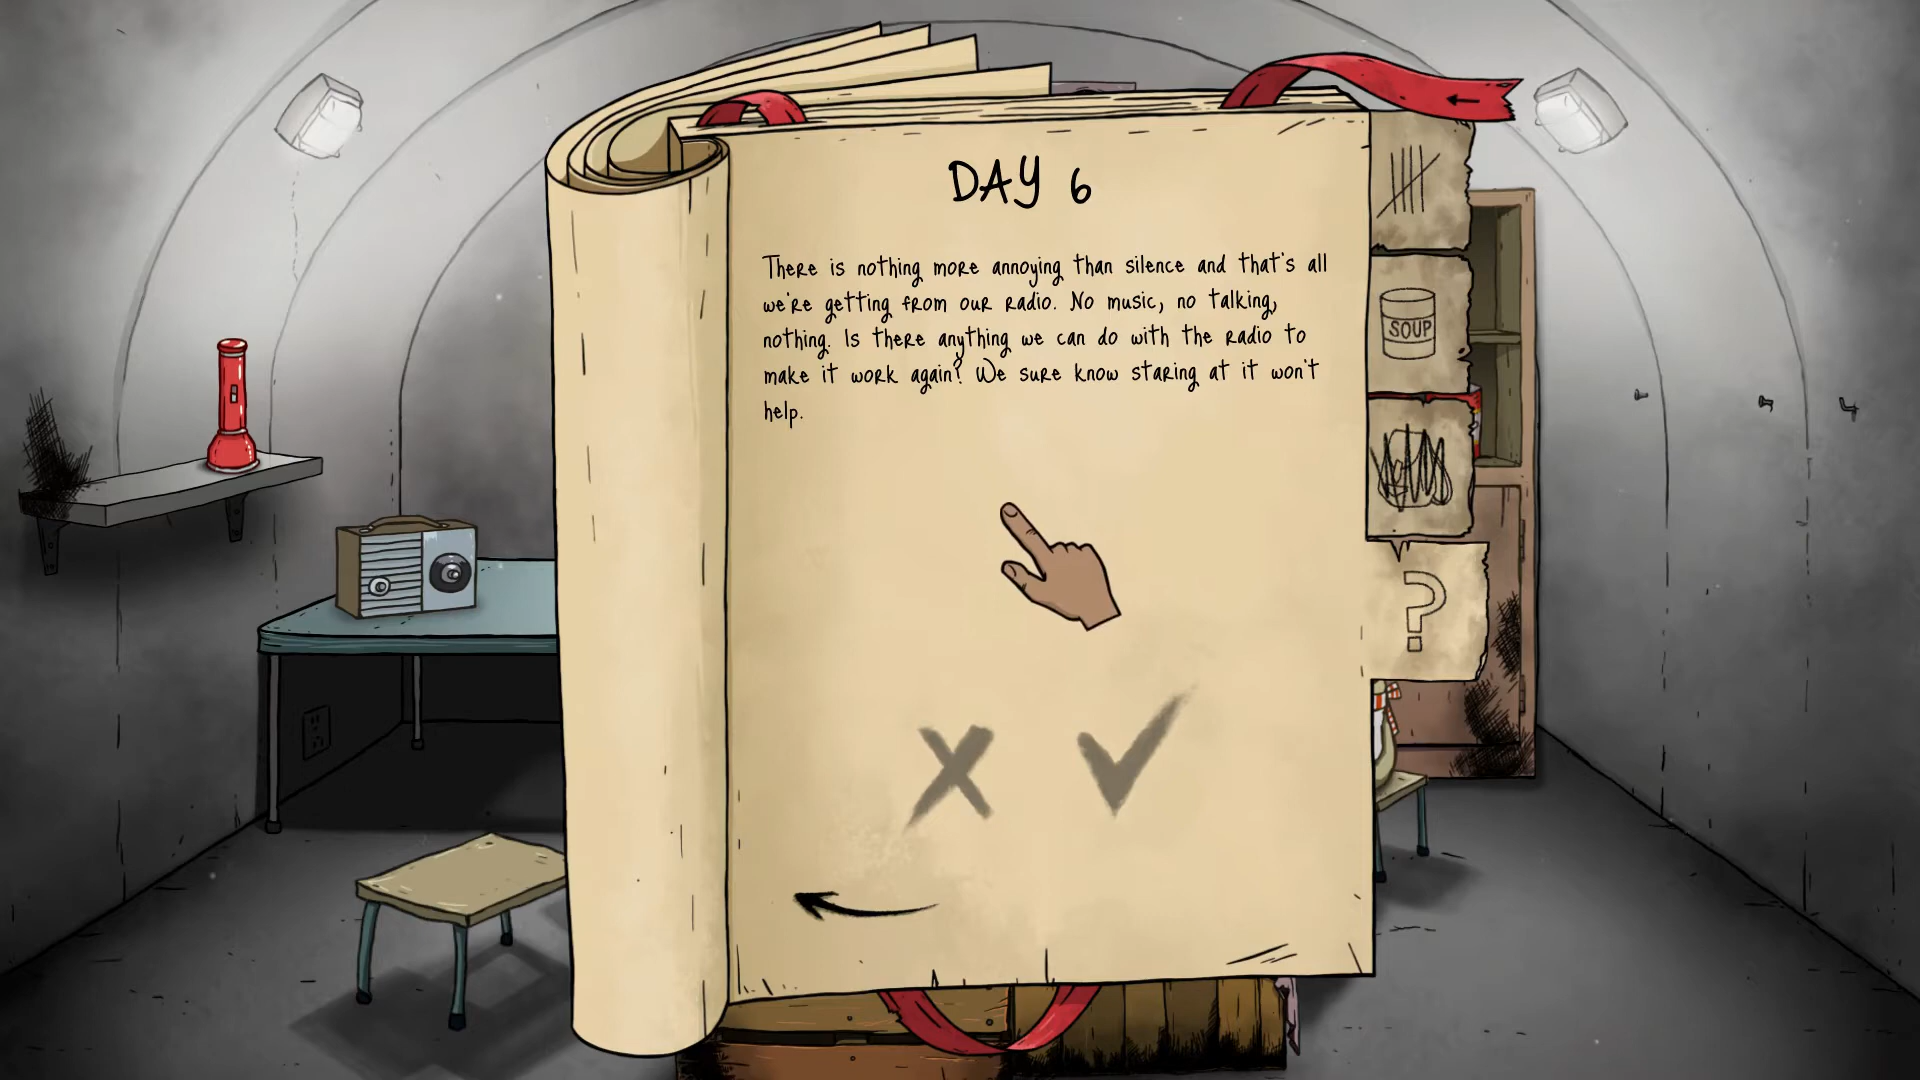 DAY 6
There is nothing more annoying than silence and that's all
we're getting from our radio. No music, no talking,
nothing. Is there anything we can do with the radio to
make it work again? We sure know staring at it won't
help.
SOUP
?